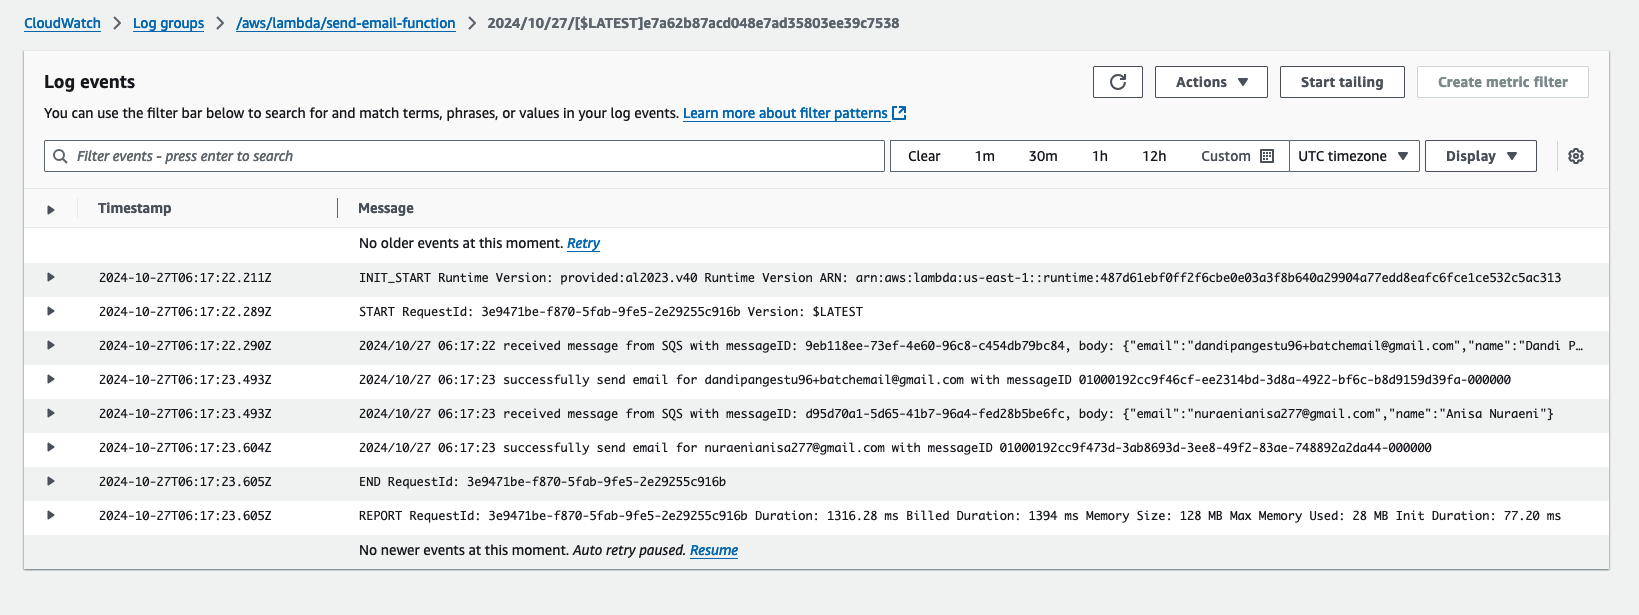 CloudWatch > Log groups > /aws/lambda/send-email-function > 2024/10/27/[$LATEST]e7a62b87acd048e7ad35803ee39c7538
Log events
Actions ▼
Start tailing
Create metric filter
You can use the filter bar below to search for and match terms, phrases, or values in your log events. Learn more about filter patterns
Filter events - press enter to search
Clear 1m 30m 1h 12h Custom UTC timezone ▼ Display ▼
Timestamp Message
No older events at this moment. Retry
2024-10-27T06:17:22.211Z INIT_START Runtime Version: provided:al2023.v40 Runtime Version ARN: arn:aws:lambda:us-east-1::runtime:487d61ebf0ff2f6cbe0e03a3f8b640a29904a77edd8eafc6fce1ce532c5ac313
2024-10-27T06:17:22.289Z START RequestId: 3e9471be-f870-5fab-9fe5-2e29255c916b Version: $LATEST
2024-10-27T06:17:22.290Z 2024/10/27 06:17:22 received message from SQS with messageID: 9eb118ee-73ef-4e60-96c8-c454db79bc84, body: {"email":"dandipangestu96+batchemail@gmail.com","name":"Dandi P…
2024-10-27T06:17:23.493Z 2024/10/27 06:17:23 successfully send email for dandipangestu96+batchemail@gmail.com with messageID 01000192cc9f46cf-ee2314bd-3d8a-4922-bf6c-b8d9159d39fa-000000
2024-10-27T06:17:23.493Z 2024/10/27 06:17:23 received message from SQS with messageID: d95d70a1-5d65-41b7-96a4-fed28b5be6fc, body: {"email":"nuraenianisa277@gmail.com","name":"Anisa Nuraeni"}
2024-10-27T06:17:23.604Z 2024/10/27 06:17:23 successfully send email for nuraenianisa277@gmail.com with messageID 01000192cc9f473d-3ab8693d-3ee8-49f2-83ae-748892a2da44-000000
2024-10-27T06:17:23.605Z END RequestId: 3e9471be-f870-5fab-9fe5-2e29255c916b
2024-10-27T06:17:23.605Z REPORT RequestId: 3e9471be-f870-5fab-9fe5-2e29255c916b Duration: 1316.28 ms Billed Duration: 1394 ms Memory Size: 128 MB Max Memory Used: 28 MB Init Duration: 77.20 ms
No newer events at this moment. Auto retry paused. Resume